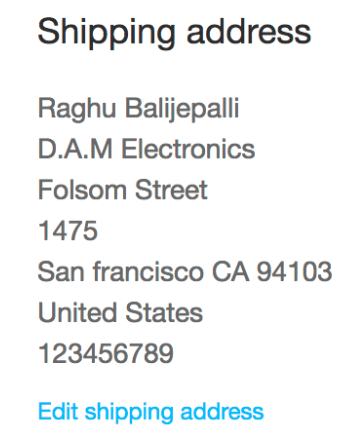 Shipping address
Raghu Balijepalli
D.A.M Electronics
Folsom Street
1475
San francisco CA 94103
United States
123456789
Edit shipping address